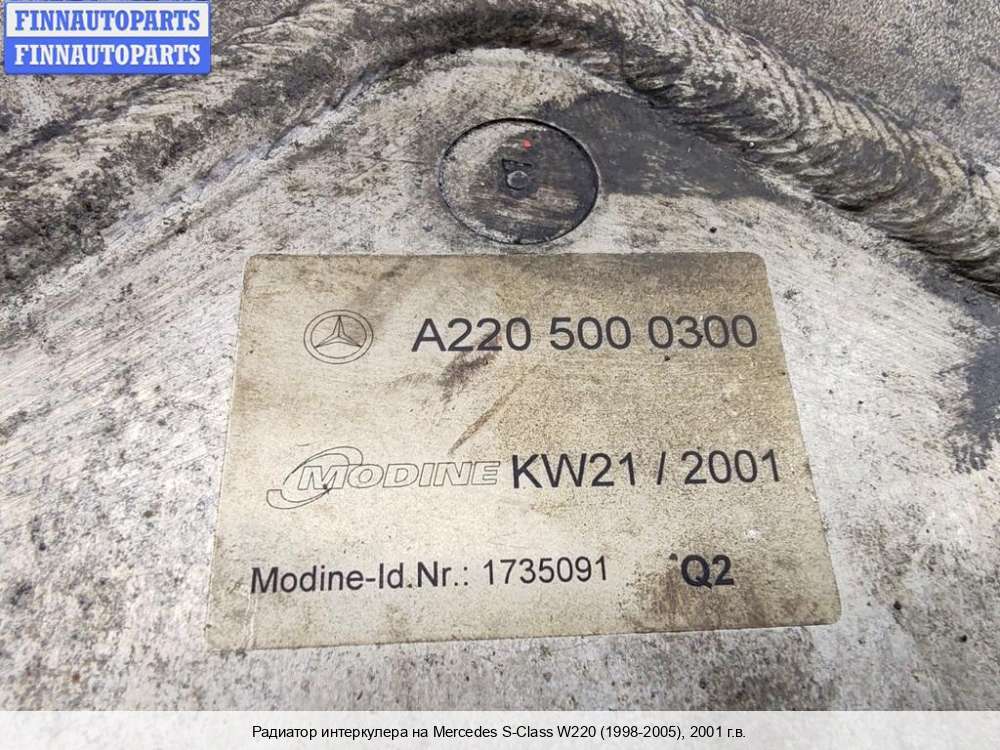 FINNAUTOPARTS
FINNAUTOPARTS
A220 500 0300
MODINE KW21 / 2001
Modine-Id.Nr.: 1735091 Q2
Радиатор интеркулера на Mercedes S-Class W220 (1998-2005), 2001 г.в.